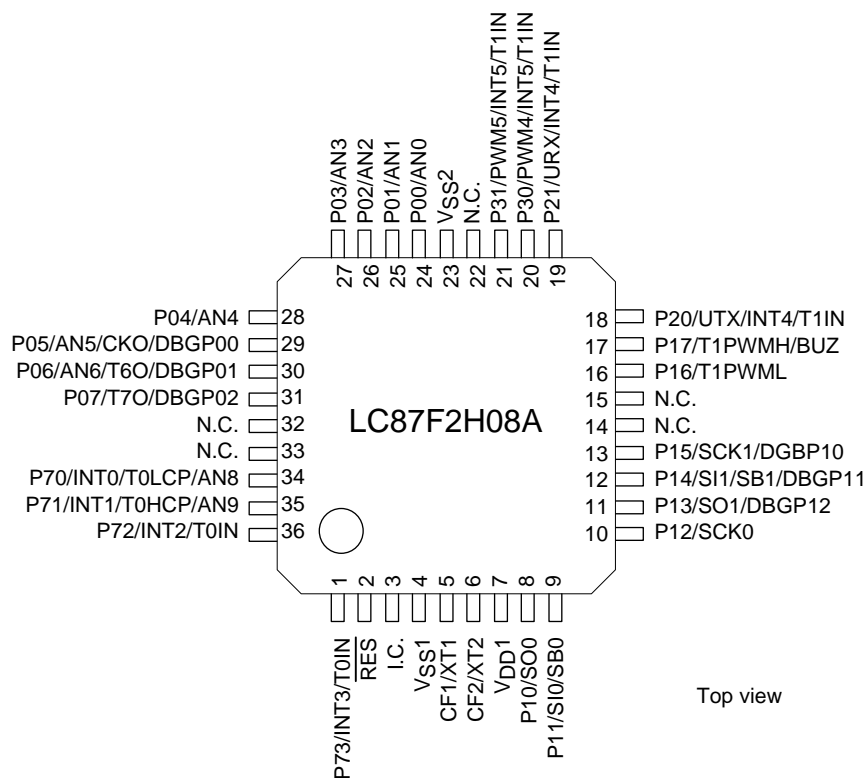 P03/AN3
P02/AN2
P01/AN1
P00/AN0
VSS2
N.C.
P31/PWM5/INT5/T1IN
P30/PWM4/INT5/T1IN
P21/URX/INT4/T1IN
27 26 25 24 23 22 21 20 19
P04/AN4 28
P05/AN5/CKO/DBGP00 29
P06/AN6/T6O/DBGP01 30
P07/T7O/DBGP02 31
N.C. 32
N.C. 33
P70/INT0/T0LCP/AN8 34
P71/INT1/T0HCP/AN9 35
P72/INT2/T0IN 36
LC87F2H08A
18 P20/UTX/INT4/T1IN
17 P17/T1PWMH/BUZ
16 P16/T1PWML
15 N.C.
14 N.C.
13 P15/SCK1/DGBP10
12 P14/SI1/SB1/DBGP11
11 P13/SO1/DBGP12
10 P12/SCK0
1 2 3 4 5 6 7 8 9
P73/INT3/T0IN
RES
I.C.
VSS1
CF1/XT1
CF2/XT2
VDD1
P10/SO0
P11/SI0/SB0
Top view